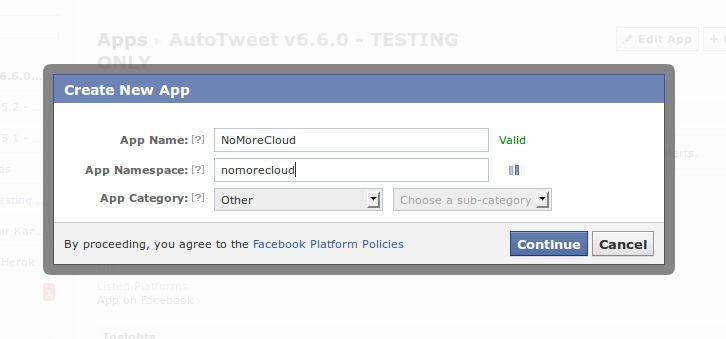 Apps ▸ AutoTweet v6.6.0 - TESTING
ONLY
Edit App
6.6.0...
Create New App
App Name: [?] NoMoreCloud Valid
App Namespace: [?] nomorecloud
App Category: [?] Other Choose a sub-category
By proceeding, you agree to the Facebook Platform Policies
Continue Cancel
5.2 - ...
5.1 - ...
esting ...
or Kar...
Herok...
1
Listed Platforms
App on Facebook
Insights